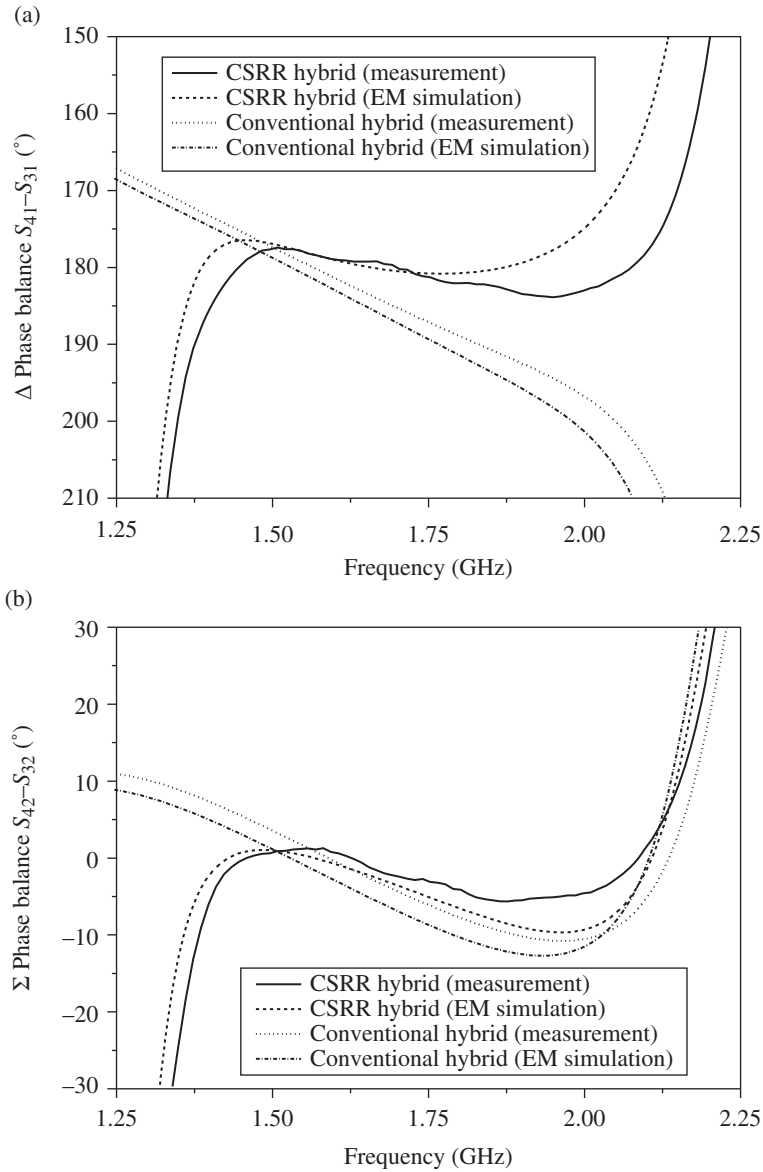 (a)
150
160
170
180
190
200
210
Δ Phase balance S41–S31 (°)
CSRR hybrid (measurement)
CSRR hybrid (EM simulation)
Conventional hybrid (measurement)
Conventional hybrid (EM simulation)
1.25 1.50 1.75 2.00 2.25
Frequency (GHz)
(b)
30
20
10
0
–10
–20
–30
Σ Phase balance S42–S32 (°)
CSRR hybrid (measurement)
CSRR hybrid (EM simulation)
Conventional hybrid (measurement)
Conventional hybrid (EM simulation)
1.25 1.50 1.75 2.00 2.25
Frequency (GHz)